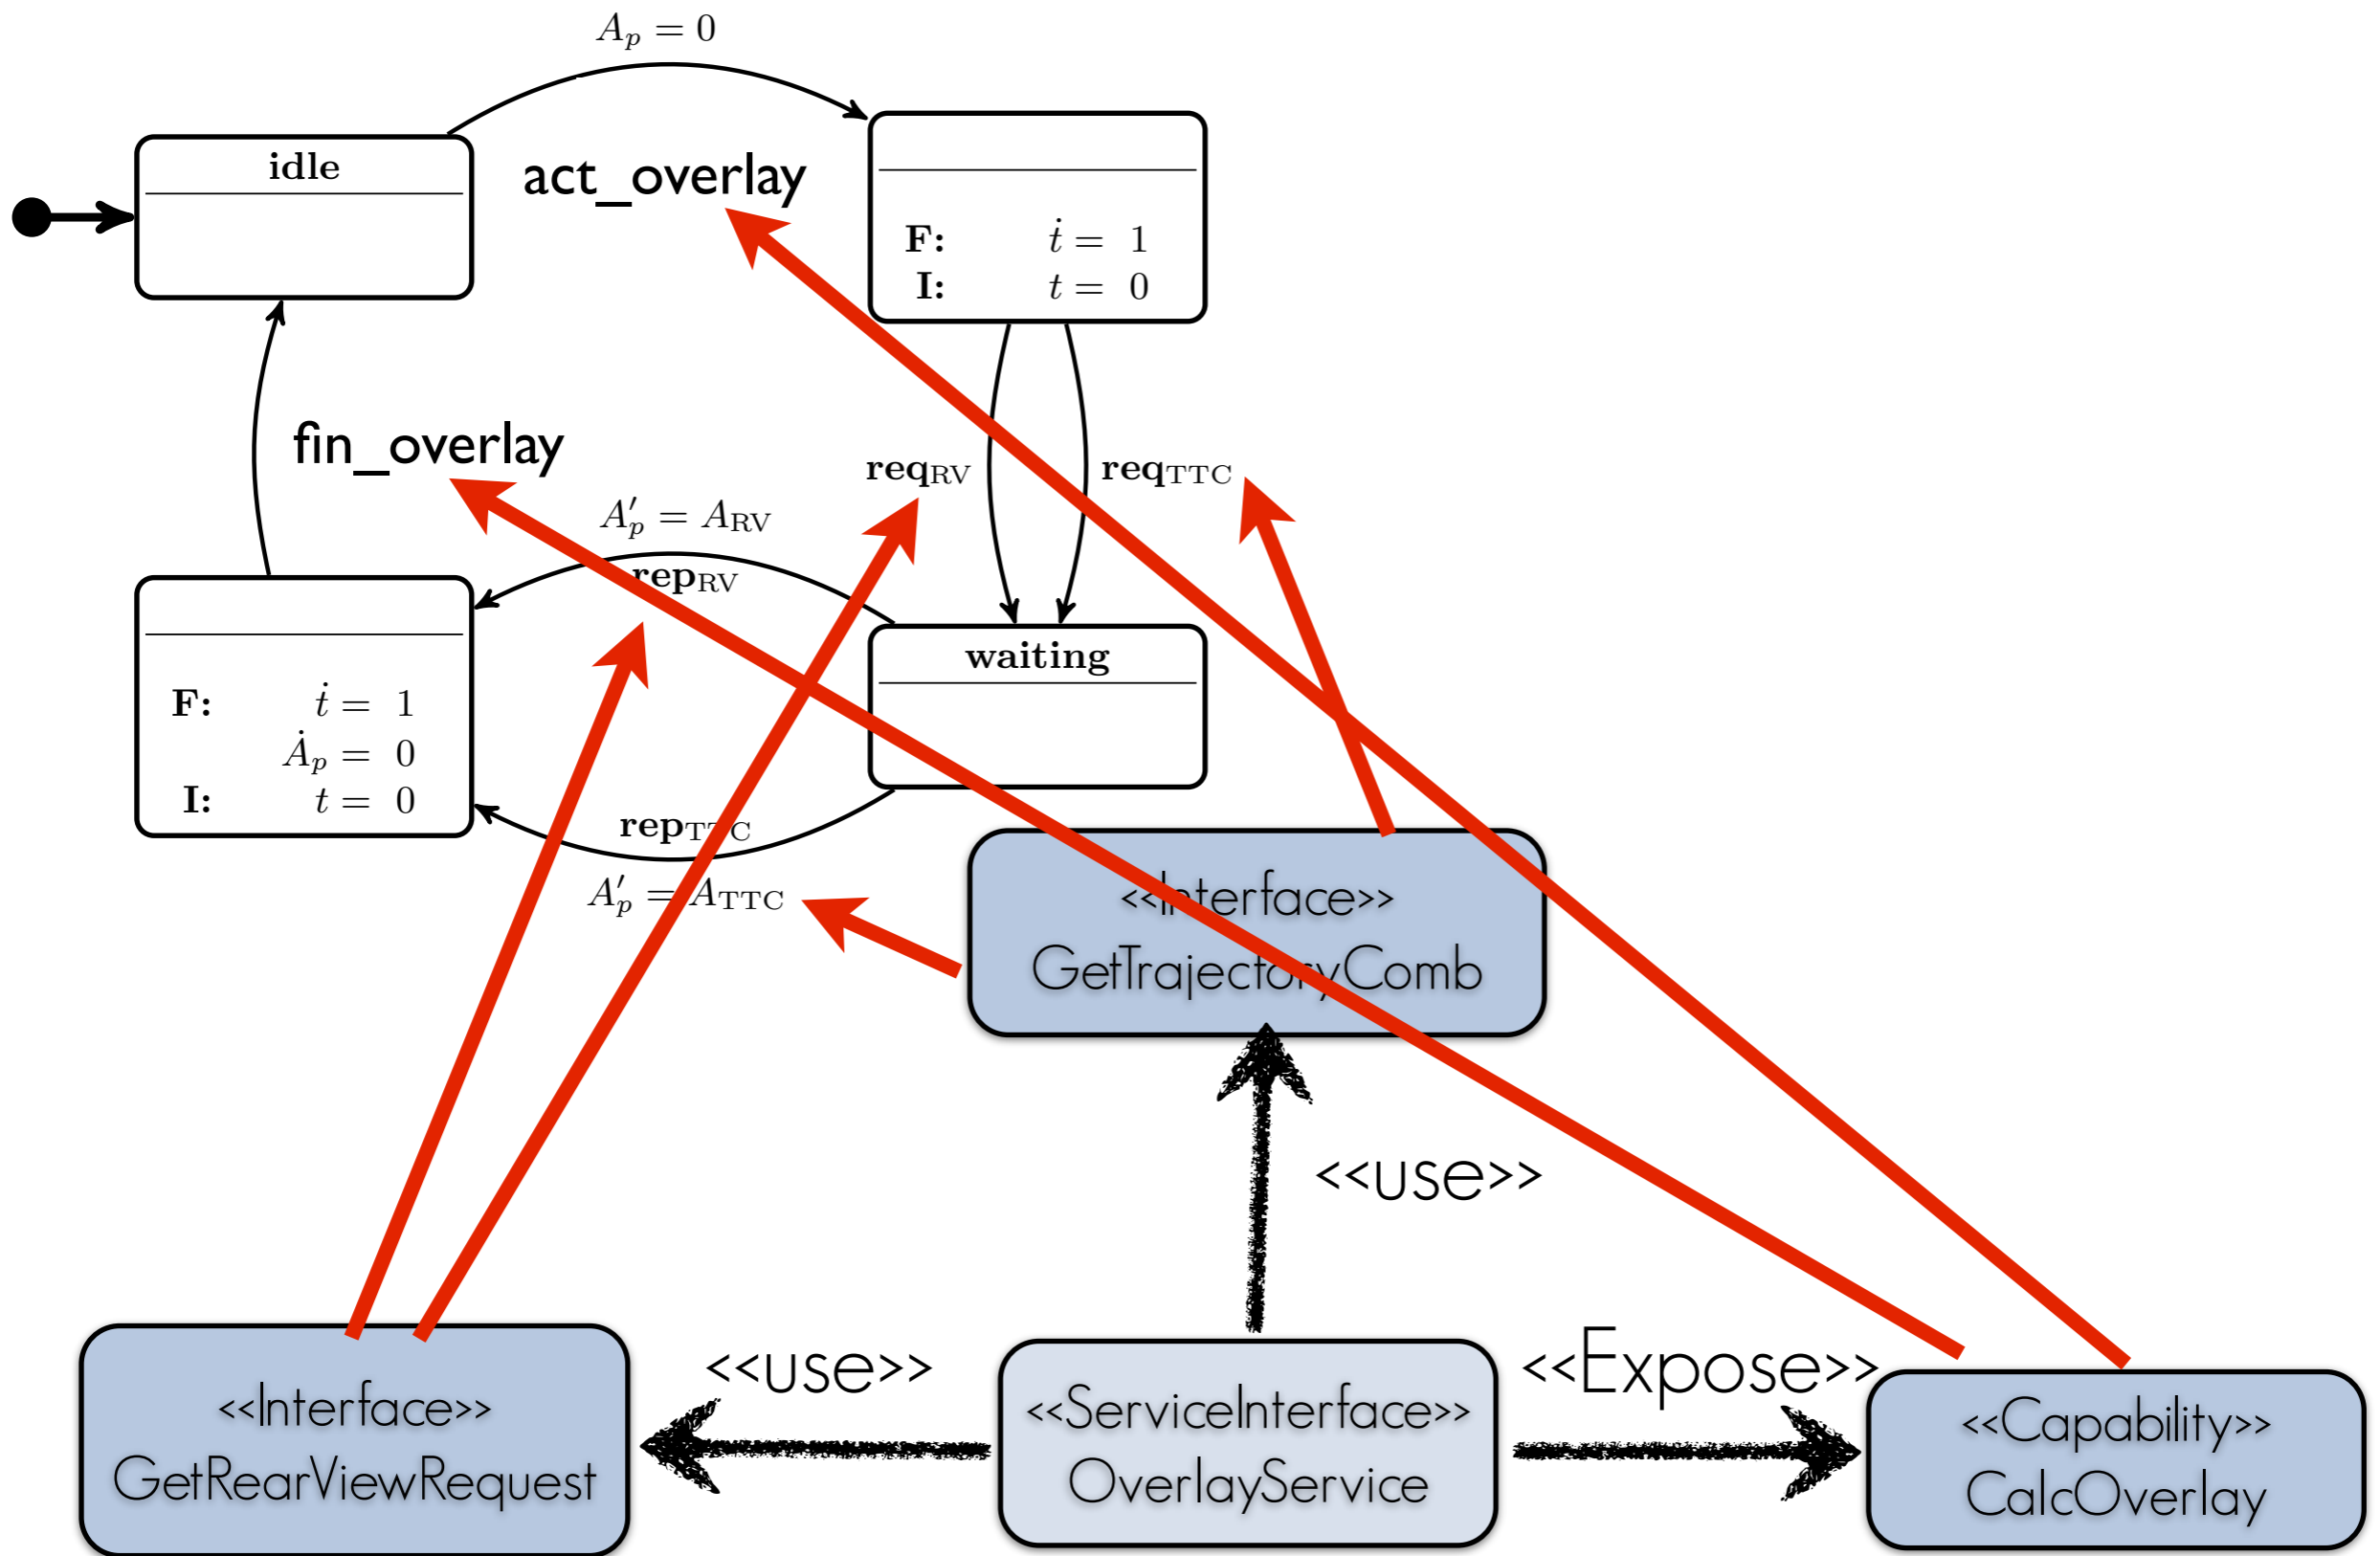 A_p = 0
idle
act_overlay
F: ṫ = 1
I: t = 0
fin_overlay
req_RV
req_TTC
A'_p = A_RV
rep_RV
waiting
F: ṫ = 1
Ȧ_p = 0
I: t = 0
rep_TTC
A'_p = A_TTC
<<Interface>>
GetTrajectoryComb
<<use>>
<<use>>
<<Expose>>
<<Interface>>
GetRearViewRequest
<<ServiceInterface>>
OverlayService
<<Capability>>
CalcOverlay